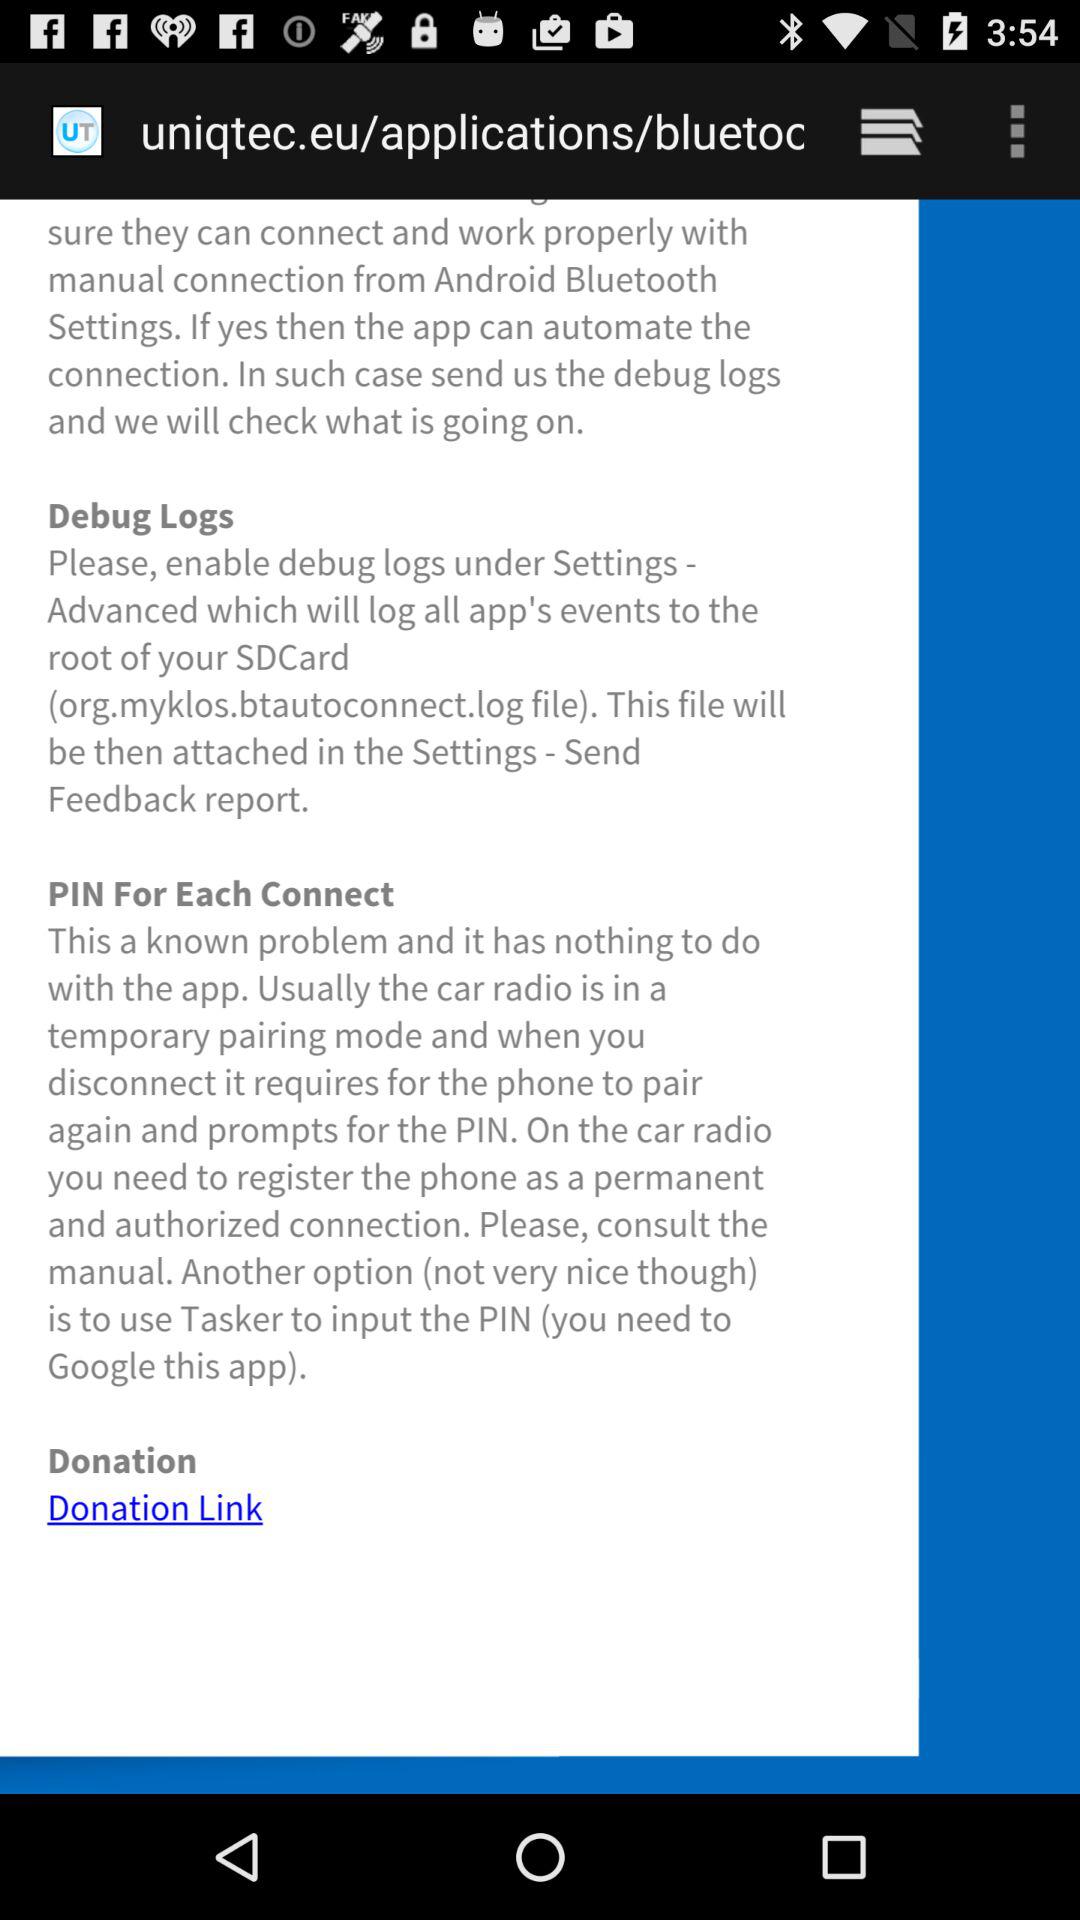 FAK
3:54
UT
uniqtec.eu/applications/bluetoo
sure they can connect and work properly with
manual connection from Android Bluetooth
Settings. If yes then the app can automate the
connection. In such case send us the debug logs
and we will check what is going on.
Debug Logs
Please, enable debug logs under Settings -
Advanced which will log all app's events to the
root of your SDCard
(org.myklos.btautoconnect.log file). This file will
be then attached in the Settings - Send
Feedback report.
PIN For Each Connect
This a known problem and it has nothing to do
with the app. Usually the car radio is in a
temporary pairing mode and when you
disconnect it requires for the phone to pair
again and prompts for the PIN. On the car radio
you need to register the phone as a permanent
and authorized connection. Please, consult the
manual. Another option (not very nice though)
is to use Tasker to input the PIN (you need to
Google this app).
Donation
Donation Link